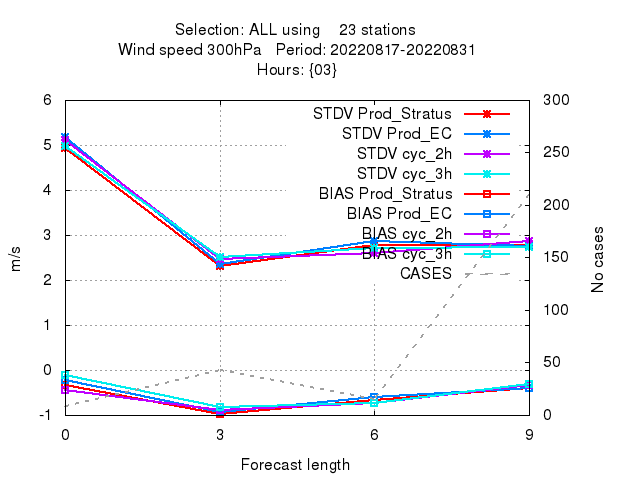 Selection: ALL using    23 stations
Wind speed 300hPa   Period: 20220817-20220831
Hours: {03}
6
5
4
3
2
1
0
-1
m/s
STDV Prod_Stratus
STDV Prod_EC
STDV cyc_2h
STDV cyc_3h
BIAS Prod_Stratus
BIAS Prod_EC
BIAS cyc_2h
BIAS cyc_3h
CASES
300
250
200
150
100
50
0
No cases
0 3 6 9
Forecast length